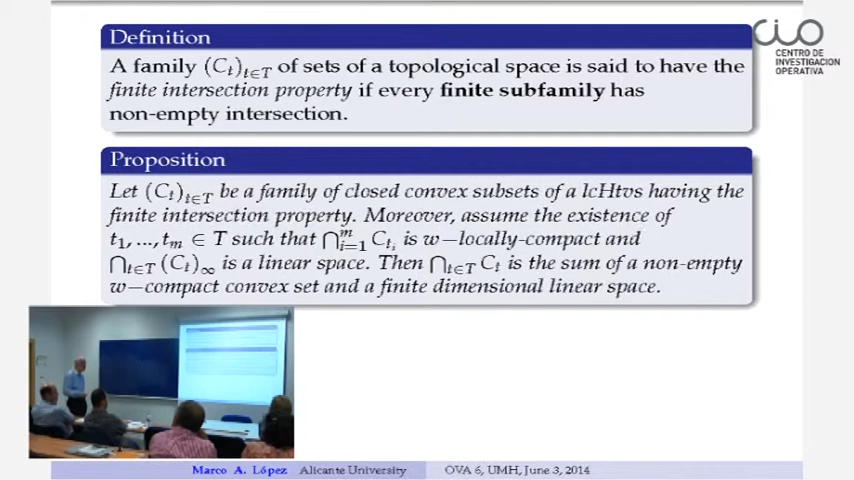 Definition
A family (C_t)_{t∈T} of sets of a topological space is said to have the
finite intersection property if every finite subfamily has
non-empty intersection.
Proposition
Let (C_t)_{t∈T} be a family of closed convex subsets of a lcHtvs having the
finite intersection property. Moreover, assume the existence of
t_1, ..., t_m ∈ T such that ⋂_{i=1}^m C_{t_i} is w−locally-compact and
⋂_{t∈T} (C_t)_∞ is a linear space. Then ⋂_{t∈T} C_t is the sum of a non-empty
w−compact convex set and a finite dimensional linear space.
CIO
CENTRO DE
INVESTIGACION
OPERATIVA
Marco A. López Alicante University OVA 6, UMH, June 3, 2014